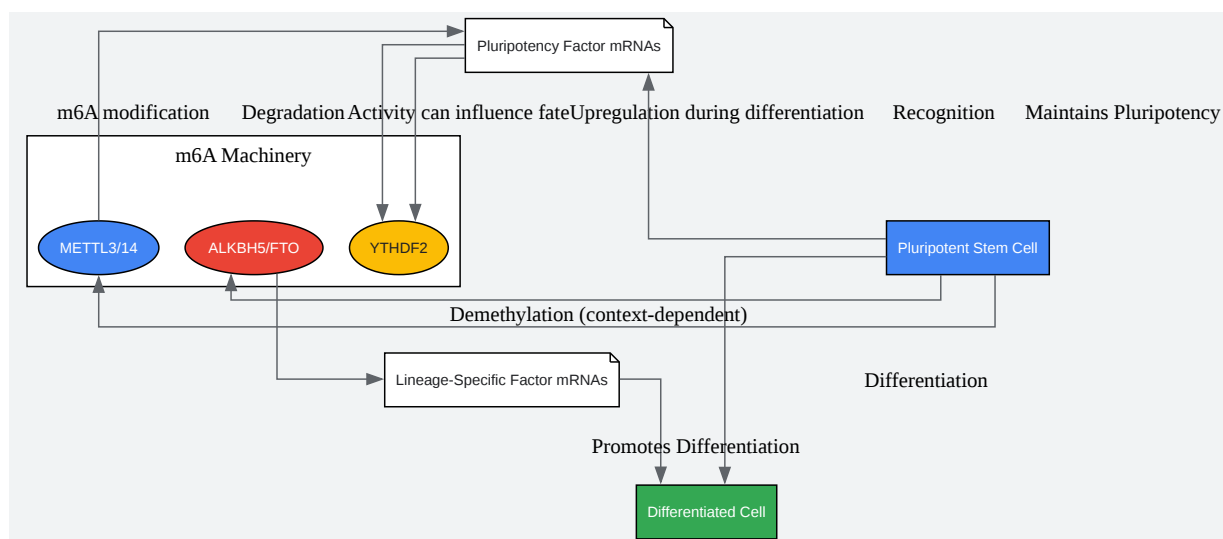 Pluripotency Factor mRNAs
m6A modification
Degradation
Activity can influence fate
Upregulation during differentiation
Recognition
Maintains Pluripotency
m6A Machinery
METTL3/14
ALKBH5/FTO
YTHDF2
Pluripotent Stem Cell
Demethylation (context-dependent)
Lineage-Specific Factor mRNAs
Differentiation
Promotes Differentiation
Differentiated Cell